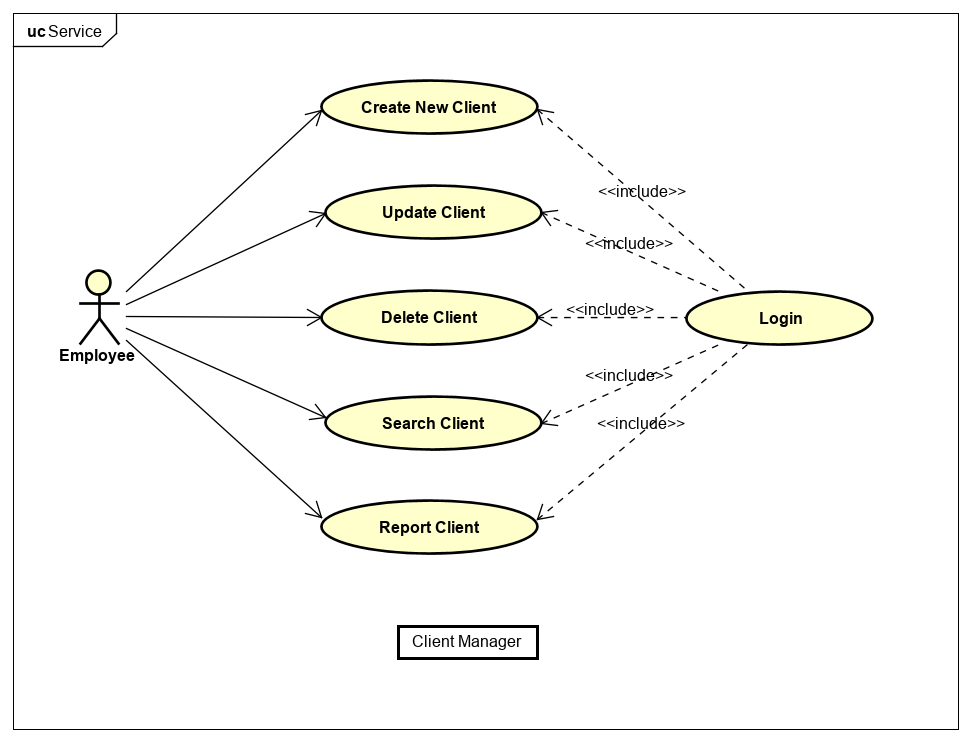 uc Service
Create New Client
<<include>>
Update Client
<<include>>
Employee
Delete Client
<<include>>
Login
<<include>>
Search Client
<<include>>
Report Client
Client Manager